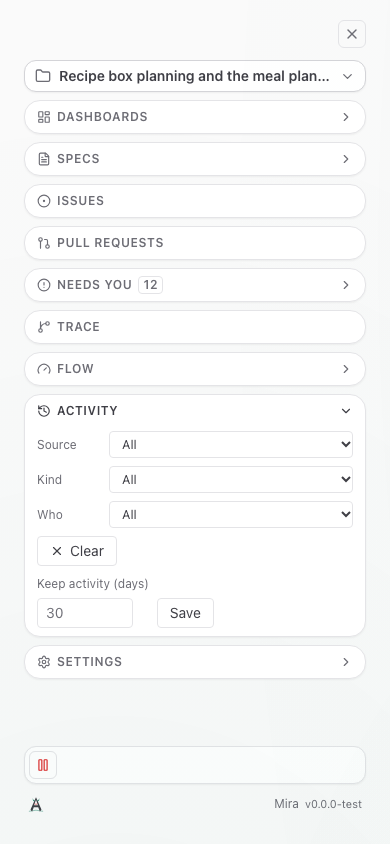 Recipe box planning and the meal plan...
DASHBOARDS
SPECS
ISSUES
PULL REQUESTS
NEEDS YOU 12
TRACE
FLOW
ACTIVITY
Source All
Kind All
Who All
Clear
Keep activity (days)
30 Save
SETTINGS
Mira v0.0.0-test